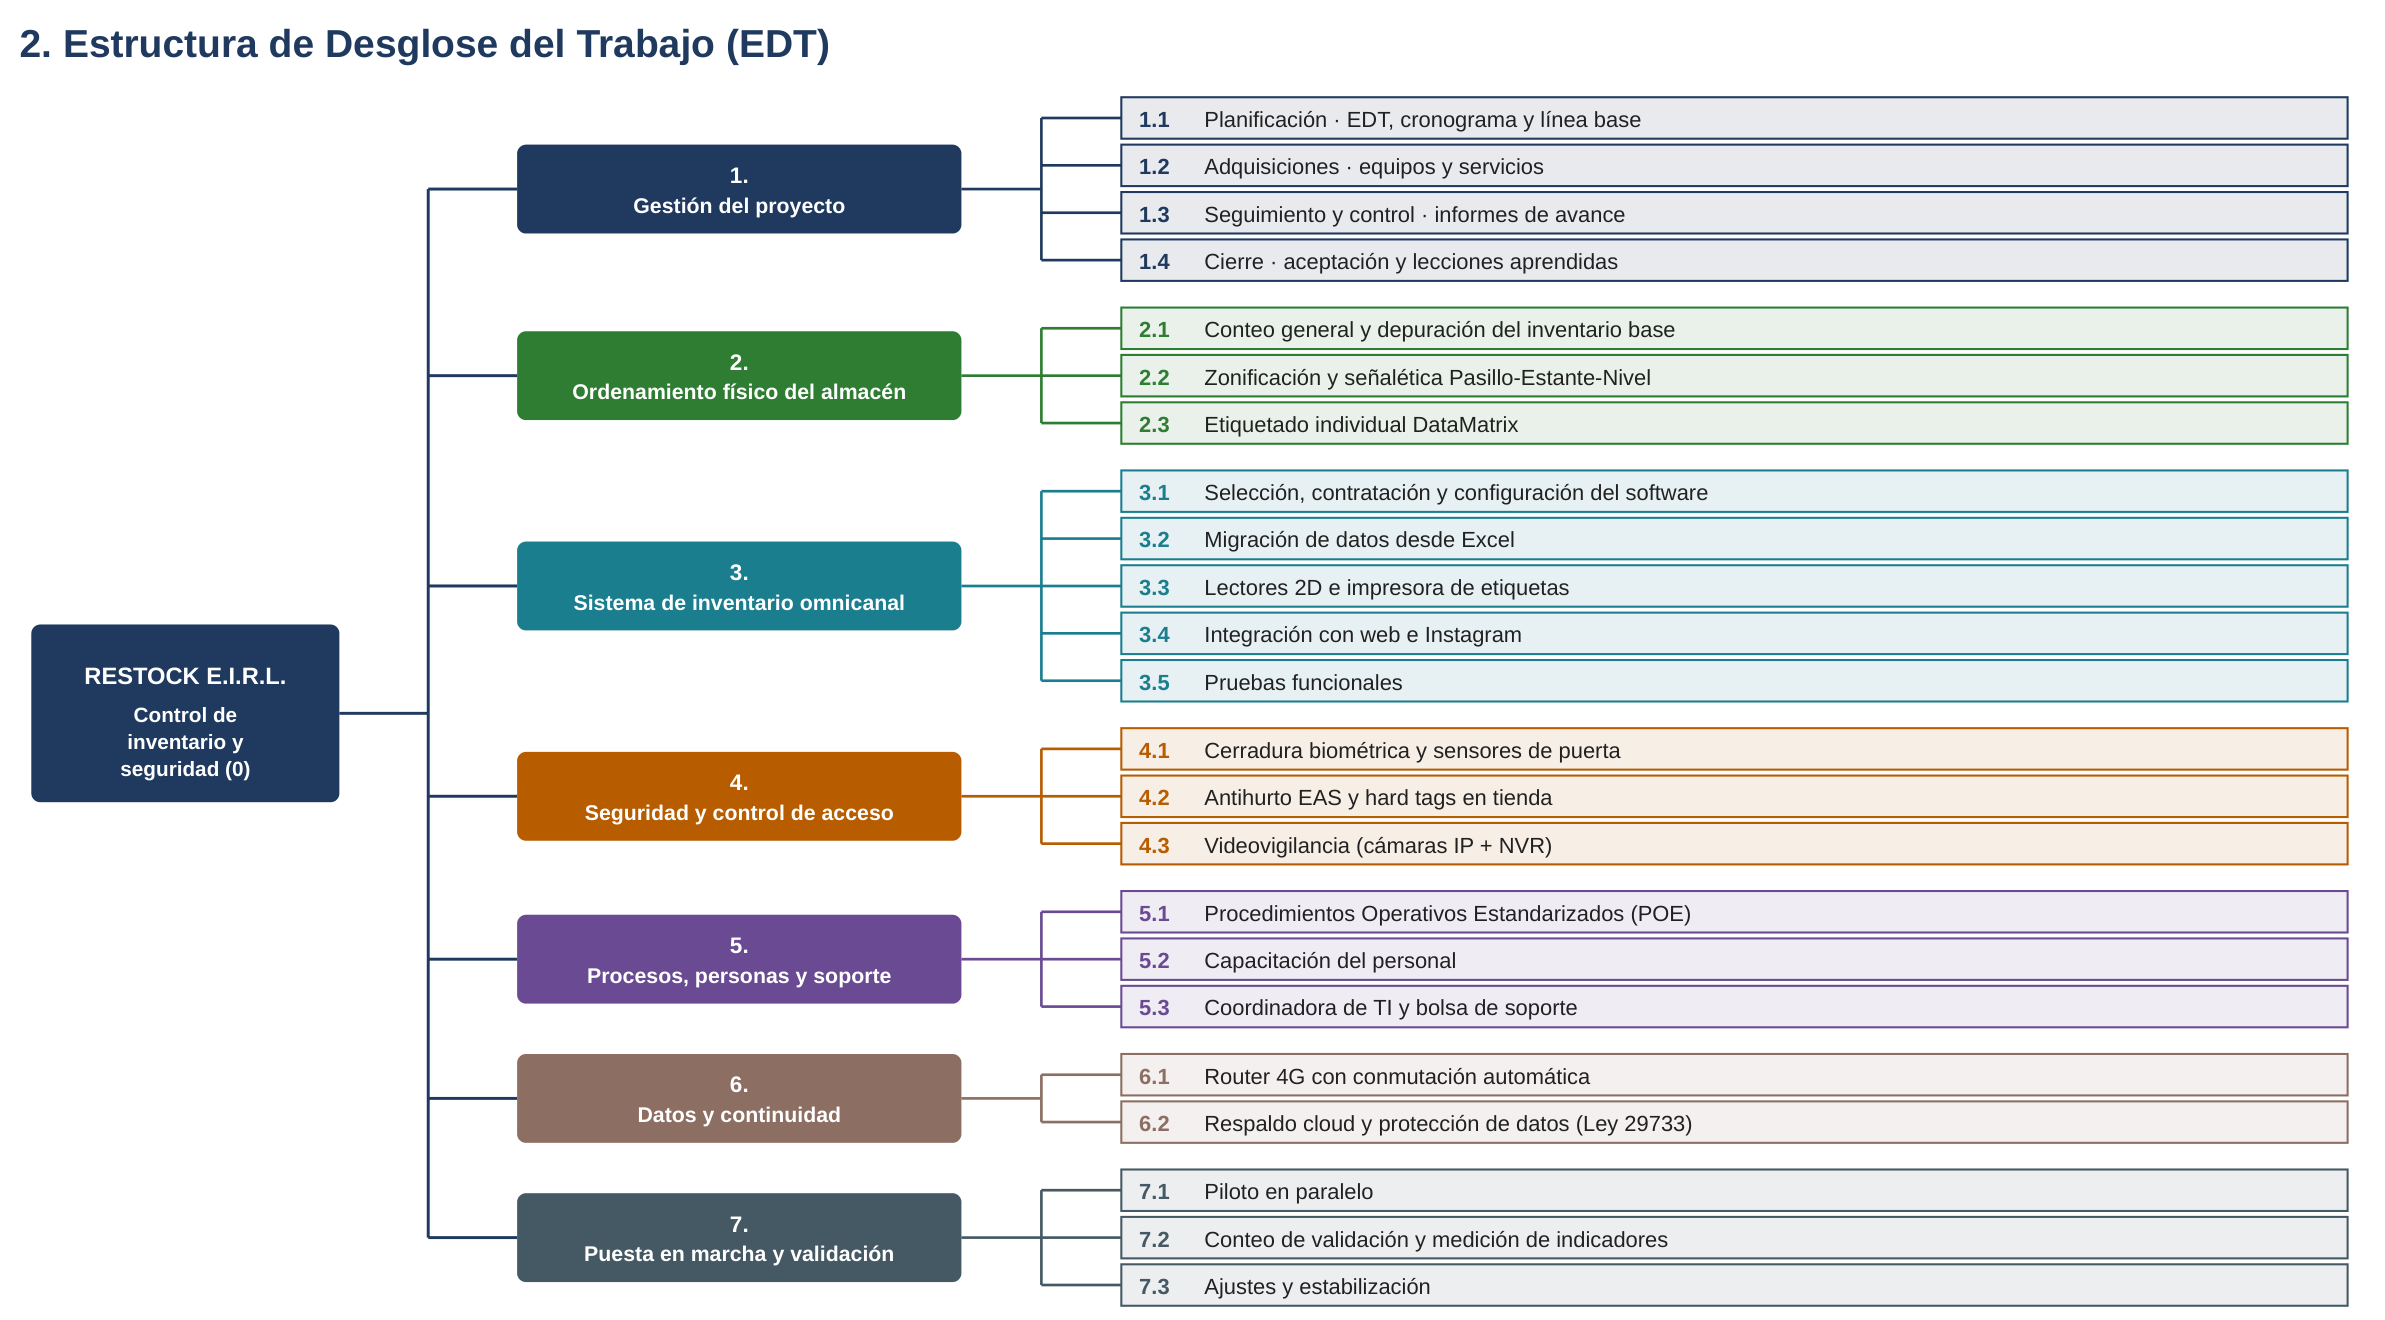 2. Estructura de Desglose del Trabajo (EDT)
RESTOCK E.I.R.L.
Control de
inventario y
seguridad (0)
1.
Gestión del proyecto
1.1 Planificación · EDT, cronograma y línea base
1.2 Adquisiciones · equipos y servicios
1.3 Seguimiento y control · informes de avance
1.4 Cierre · aceptación y lecciones aprendidas
2.
Ordenamiento físico del almacén
2.1 Conteo general y depuración del inventario base
2.2 Zonificación y señalética Pasillo-Estante-Nivel
2.3 Etiquetado individual DataMatrix
3.
Sistema de inventario omnicanal
3.1 Selección, contratación y configuración del software
3.2 Migración de datos desde Excel
3.3 Lectores 2D e impresora de etiquetas
3.4 Integración con web e Instagram
3.5 Pruebas funcionales
4.
Seguridad y control de acceso
4.1 Cerradura biométrica y sensores de puerta
4.2 Antihurto EAS y hard tags en tienda
4.3 Videovigilancia (cámaras IP + NVR)
5.
Procesos, personas y soporte
5.1 Procedimientos Operativos Estandarizados (POE)
5.2 Capacitación del personal
5.3 Coordinadora de TI y bolsa de soporte
6.
Datos y continuidad
6.1 Router 4G con conmutación automática
6.2 Respaldo cloud y protección de datos (Ley 29733)
7.
Puesta en marcha y validación
7.1 Piloto en paralelo
7.2 Conteo de validación y medición de indicadores
7.3 Ajustes y estabilización